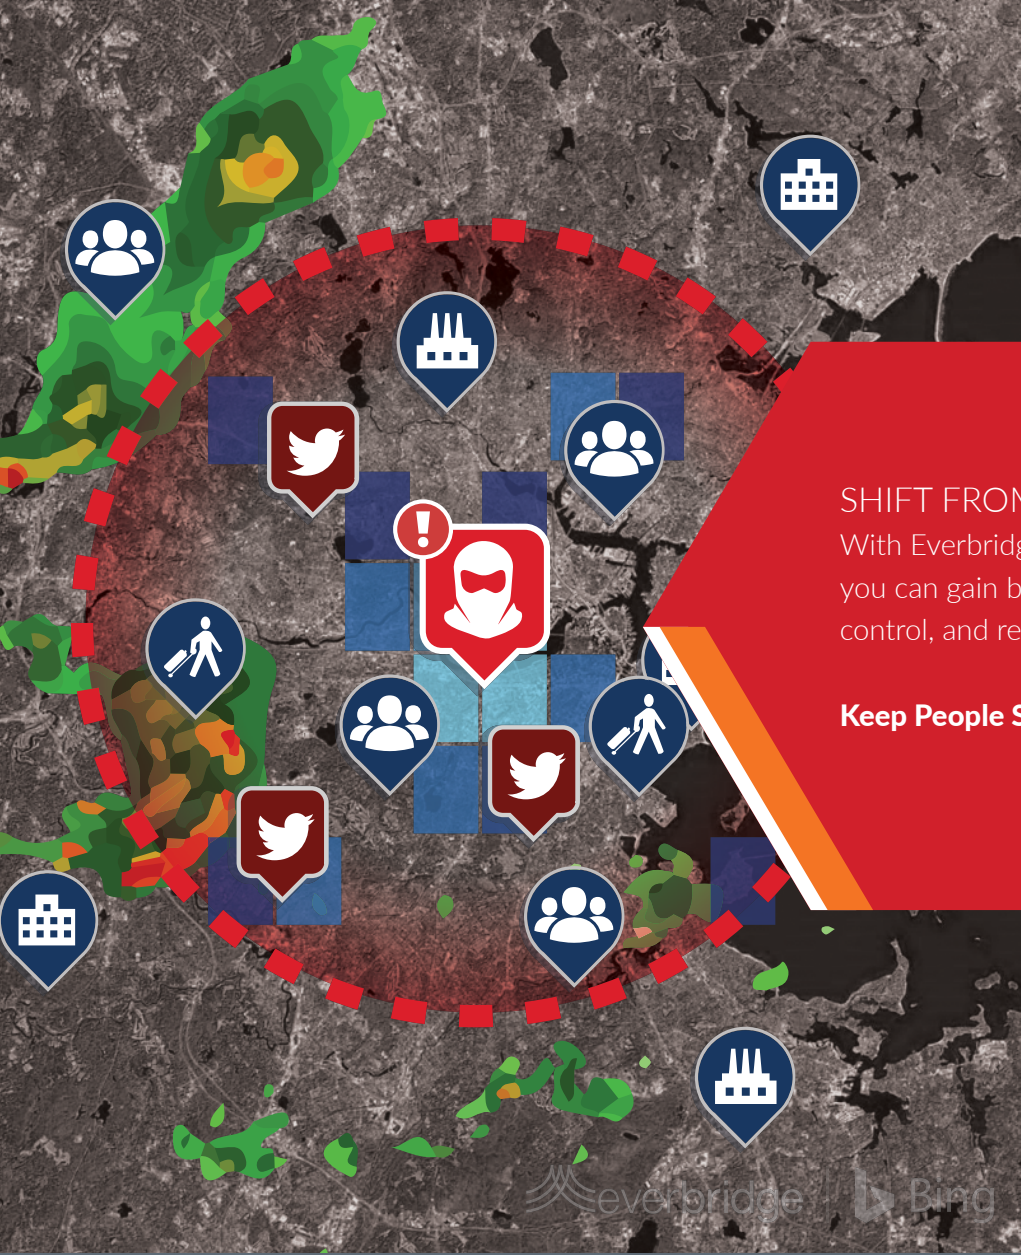 SHIFT FROM
With Everbridg
you can gain b
control, and re
Keep People S
everbridge
Bing